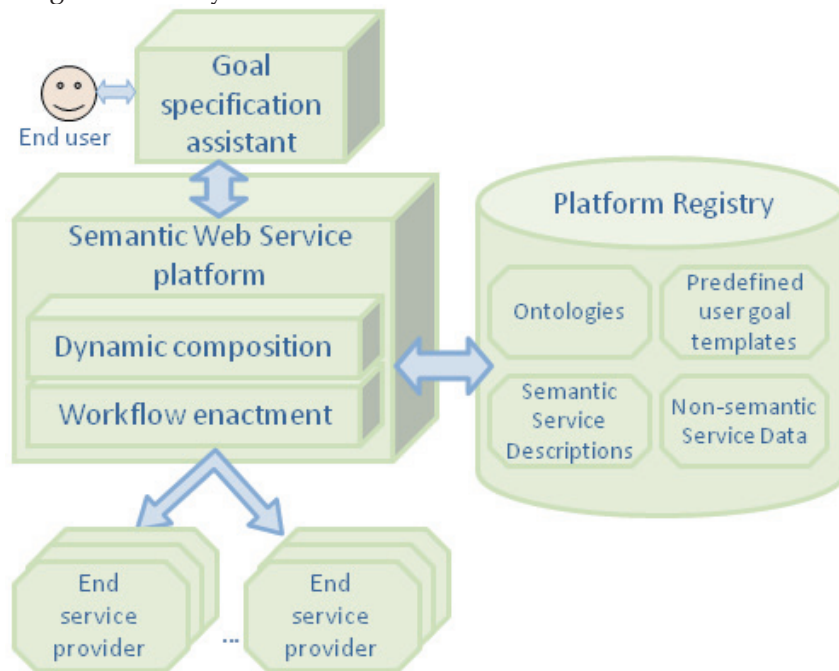 Goal
specification
assistant
End user
Semantic Web Service
platform
Dynamic composition
Workflow enactment
Platform Registry
Ontologies
Predefined
user goal
templates
Semantic
Service
Descriptions
Non-semantic
Service Data
End
service
provider
...
End
service
provider